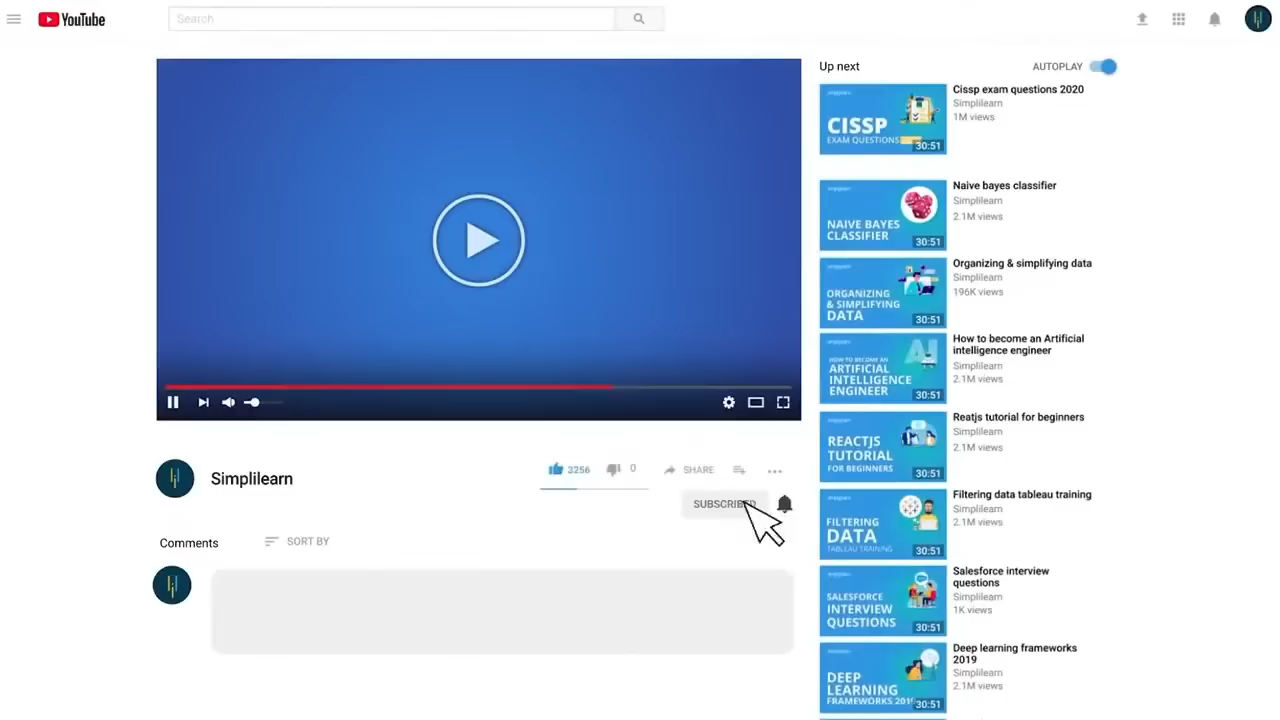 YouTube
Search
Up next
AUTOPLAY
CISSP
EXAM QUESTIONS
30:51
Cissp exam questions 2020
Simplilearn
1M views
NAIVE BAYES
CLASSIFIER
30:51
Naive bayes classifier
Simplilearn
2.1M views
ORGANIZING
& SIMPLIFYING
DATA
30:51
Organizing & simplifying data
Simplilearn
196K views
HOW TO BECOME AN
ARTIFICIAL
INTELLIGENCE
ENGINEER
30:51
How to become an Artificial
intelligence engineer
Simplilearn
2.1M views
REACTJS
TUTORIAL
FOR BEGINNERS
30:51
Reatjs tutorial for beginners
Simplilearn
2.1M views
FILTERING
DATA
TABLEAU TRAINING
30:51
Filtering data tableau training
Simplilearn
2.1M views
SALESFORCE
INTERVIEW
QUESTIONS
30:51
Salesforce interview
questions
Simplilearn
1K views
DEEP
LEARNING
FRAMEWORKS 2019
30:51
Deep learning frameworks
2019
Simplilearn
2.1M views
Simplilearn
3256
0
SHARE
SUBSCRIBED
Comments
SORT BY